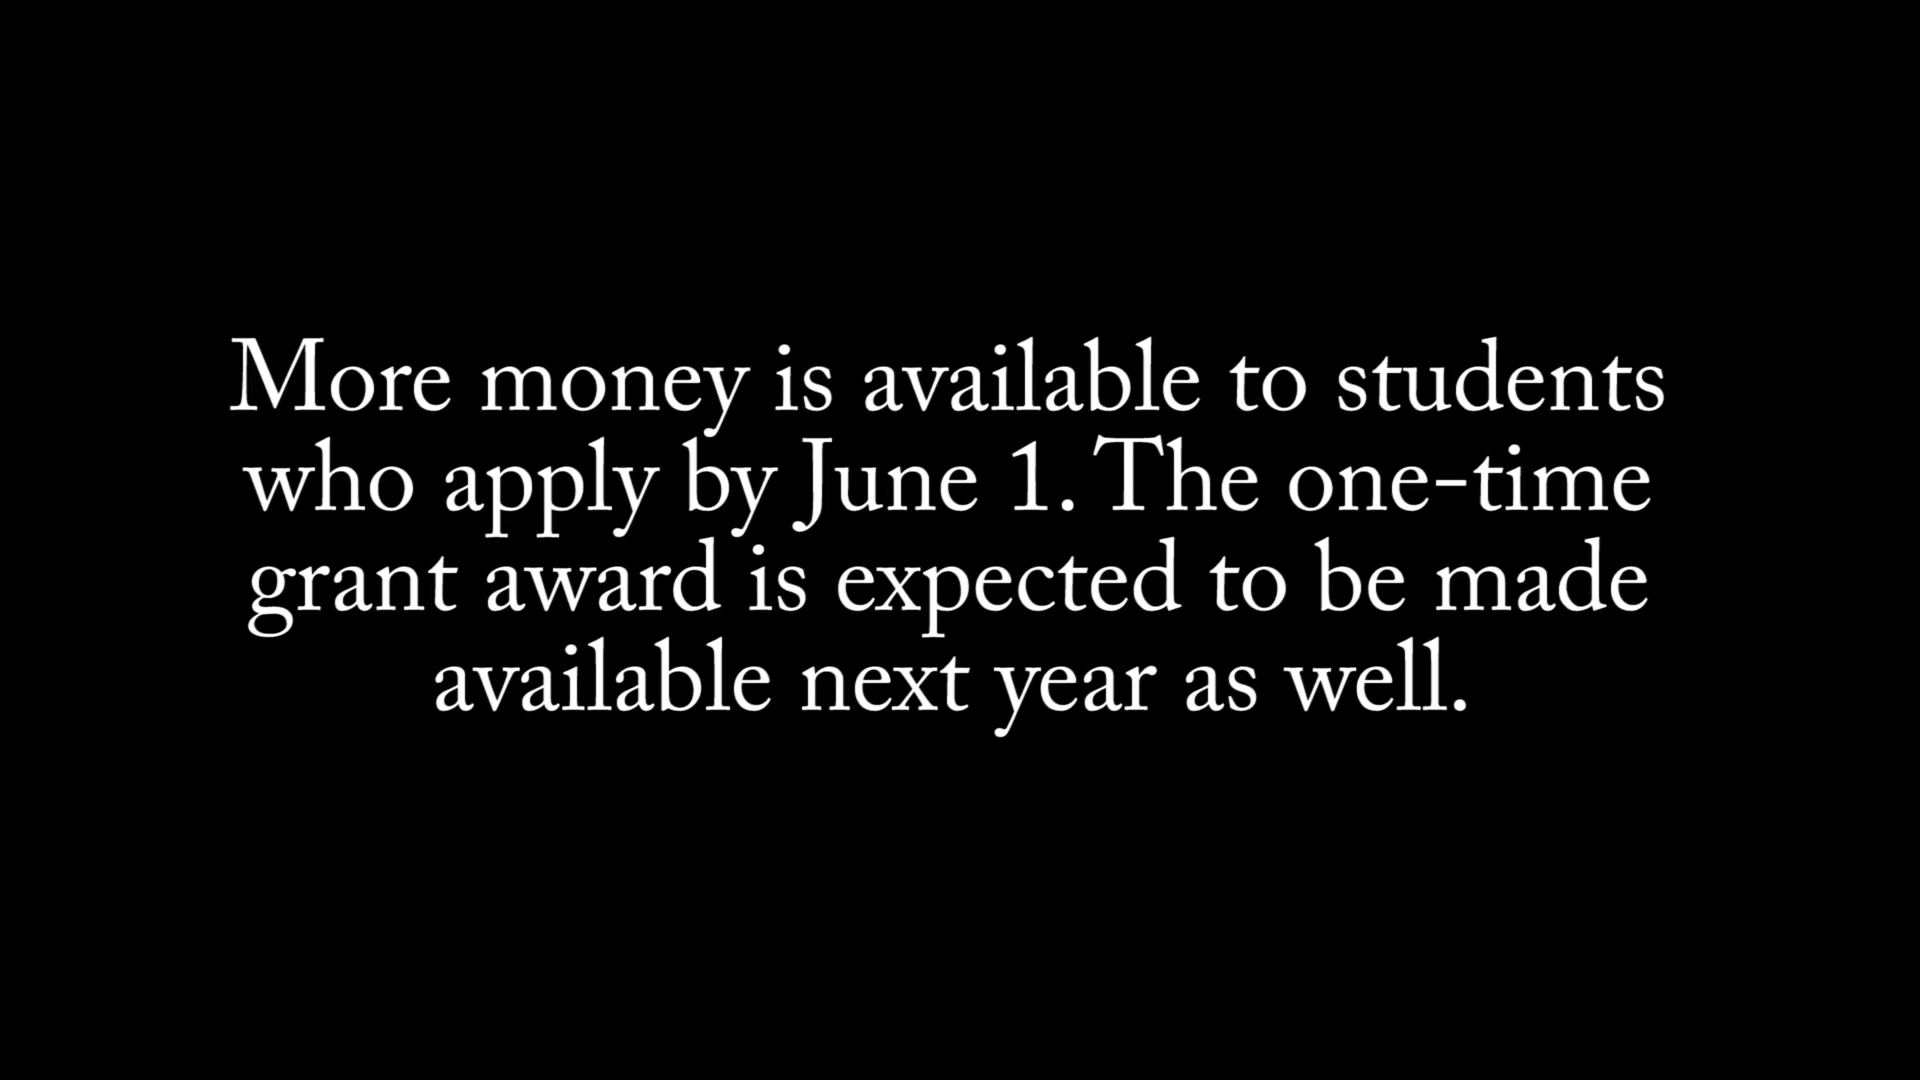 More money is available to students
who apply by June 1. The one-time
grant award is expected to be made
available next year as well.